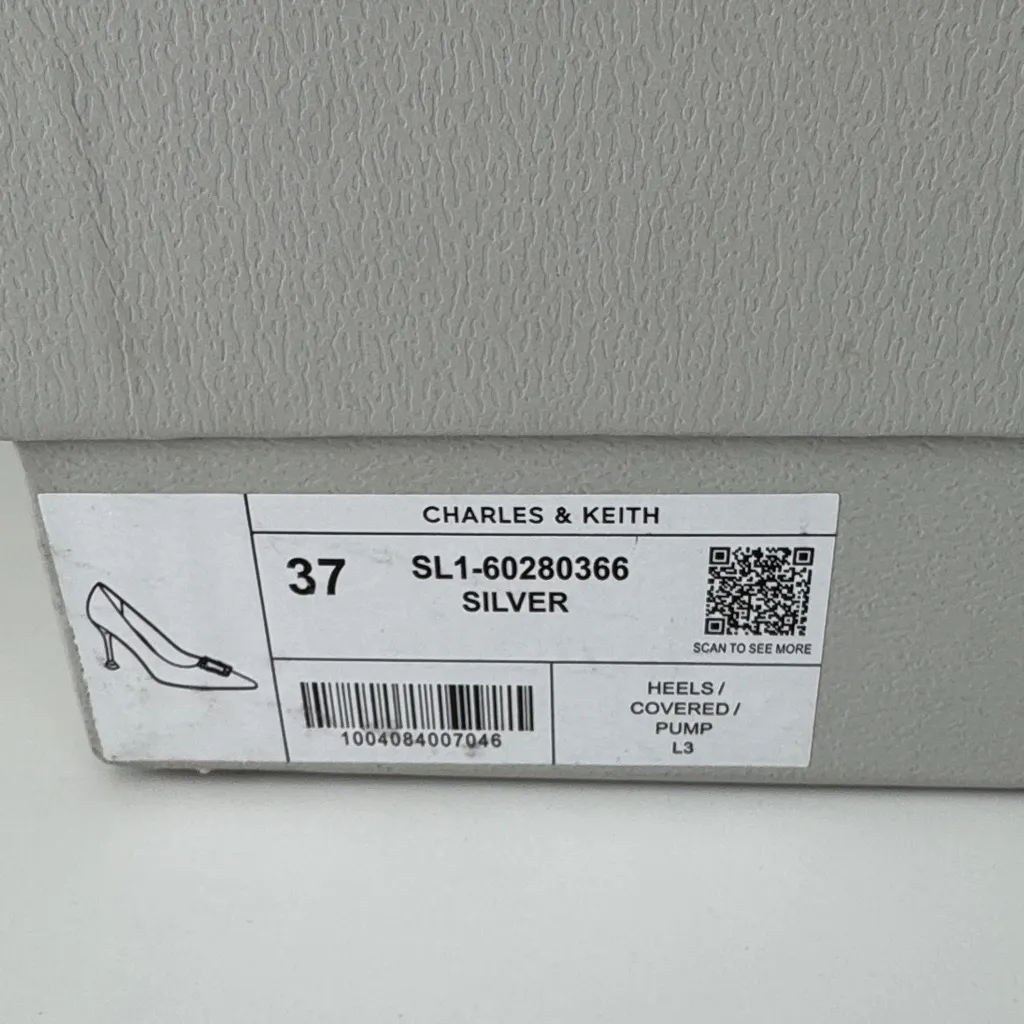 CHARLES & KEITH
37
SL1-60280366
SILVER
SCAN TO SEE MORE
1004084007046
HEELS /
COVERED /
PUMP
L3